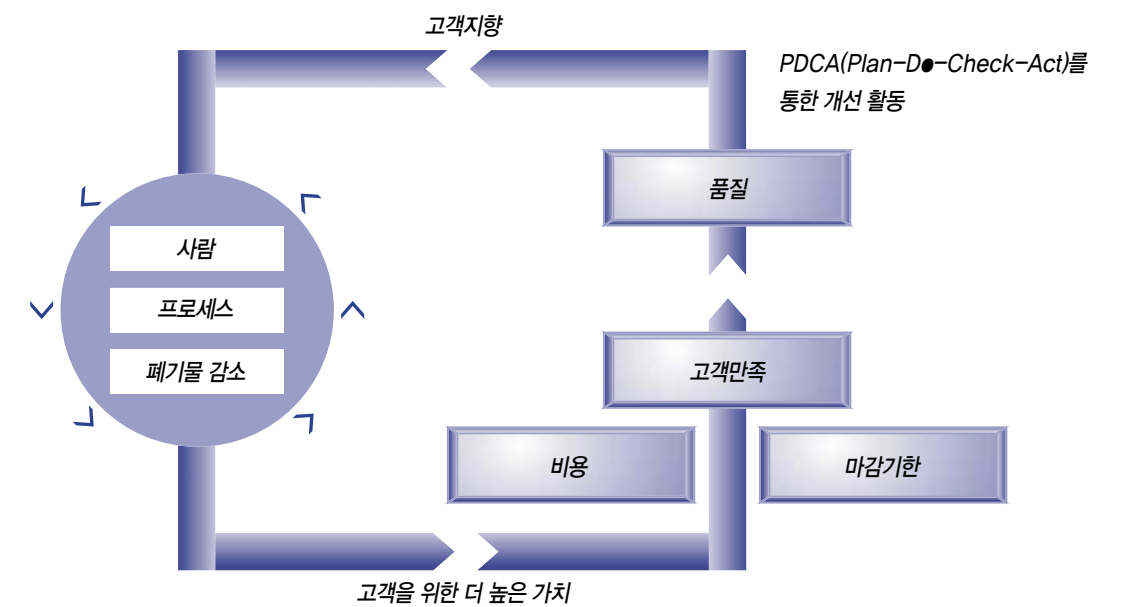 고객지향
PDCA(Plan-Do-Check-Act)를
통한 개선 활동
품질
사람
프로세스
폐기물 감소
고객만족
비용
마감기한
고객을 위한 더 높은 가치